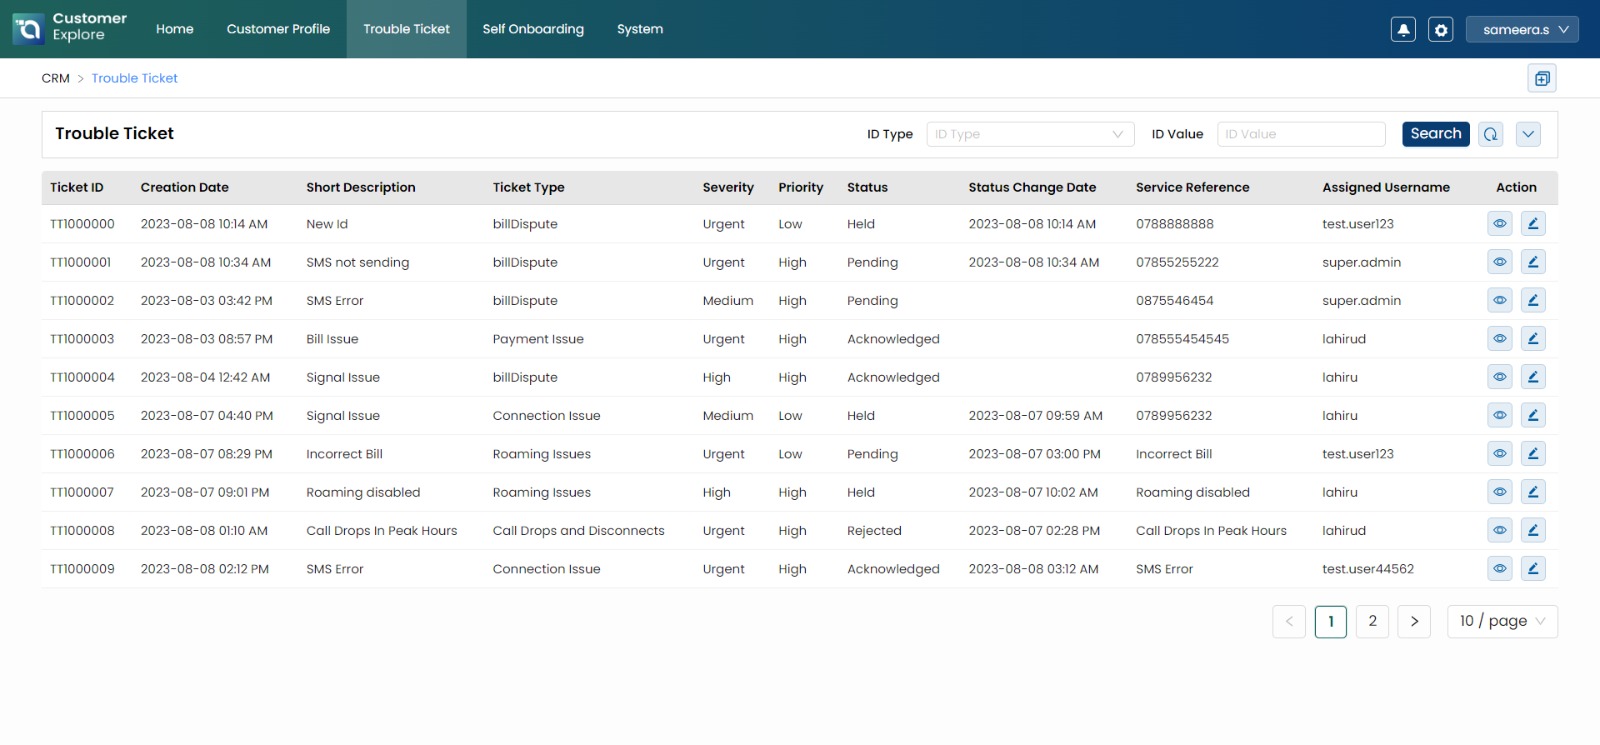 Customer Explore
Home Customer Profile Trouble Ticket Self Onboarding System sameera.s
CRM > Trouble Ticket
Trouble Ticket ID Type ID Type ID Value ID Value Search
Ticket ID Creation Date Short Description Ticket Type Severity Priority Status Status Change Date Service Reference Assigned Username Action
TT1000000 2023-08-08 10:14 AM New Id billDispute Urgent Low Held 2023-08-08 10:14 AM 0788888888 test.user123
TT1000001 2023-08-08 10:34 AM SMS not sending billDispute Urgent High Pending 2023-08-08 10:34 AM 07855255222 super.admin
TT1000002 2023-08-03 03:42 PM SMS Error billDispute Medium High Pending 0875546454 super.admin
TT1000003 2023-08-03 08:57 PM Bill Issue Payment Issue Urgent High Acknowledged 078555454545 lahirud
TT1000004 2023-08-04 12:42 AM Signal Issue billDispute High High Acknowledged 0789956232 lahiru
TT1000005 2023-08-07 04:40 PM Signal Issue Connection Issue Medium Low Held 2023-08-07 09:59 AM 0789956232 lahiru
TT1000006 2023-08-07 08:29 PM Incorrect Bill Roaming Issues Urgent Low Pending 2023-08-07 03:00 PM Incorrect Bill test.user123
TT1000007 2023-08-07 09:01 PM Roaming disabled Roaming Issues High High Held 2023-08-07 10:02 AM Roaming disabled lahiru
TT1000008 2023-08-08 01:10 AM Call Drops In Peak Hours Call Drops and Disconnects Urgent High Rejected 2023-08-07 02:28 PM Call Drops In Peak Hours lahirud
TT1000009 2023-08-08 02:12 PM SMS Error Connection Issue Urgent High Acknowledged 2023-08-08 03:12 AM SMS Error test.user44562
< 1 2 > 10 / page